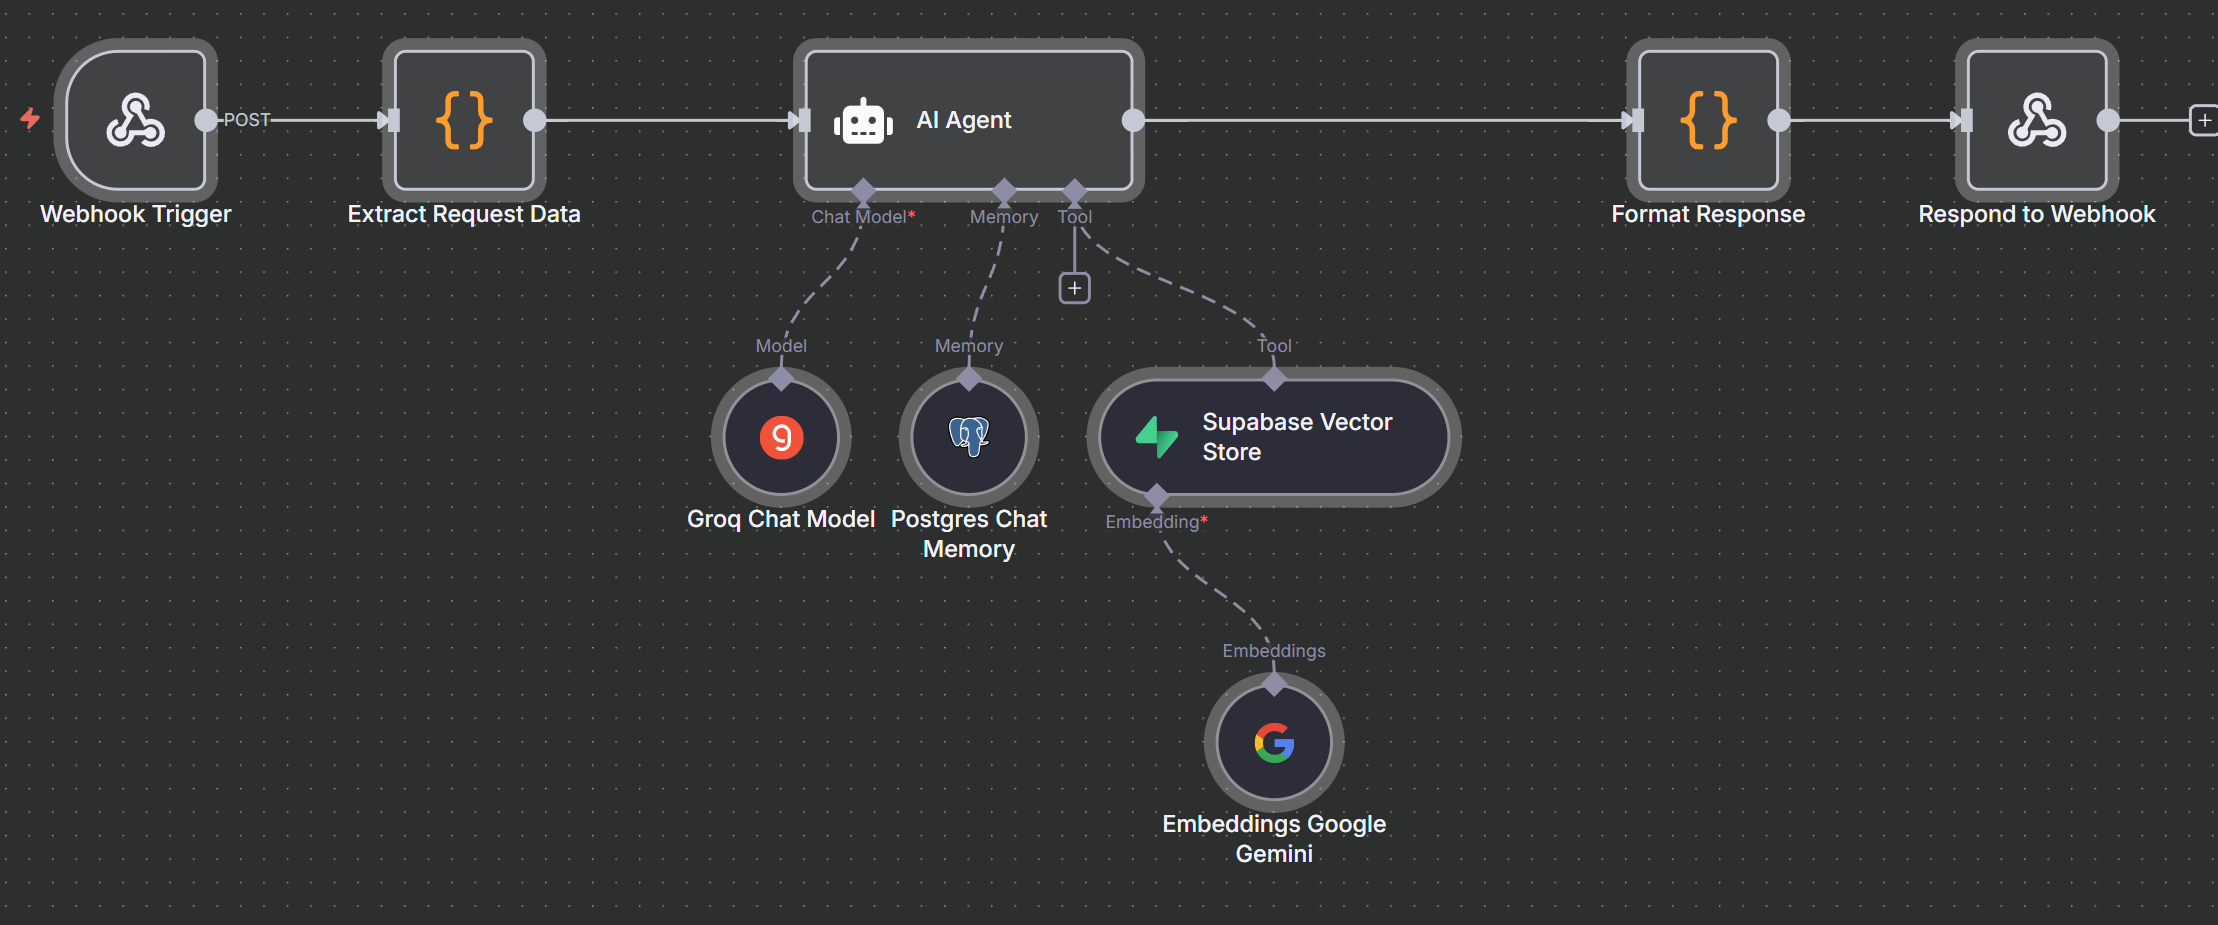 POST
AI Agent
Webhook Trigger
Extract Request Data
Chat Model*
Memory
Tool
Format Response
Respond to Webhook
Model
Memory
Tool
Supabase Vector
Store
Groq Chat Model
Postgres Chat
Memory
Embedding*
Embeddings
Embeddings Google
Gemini